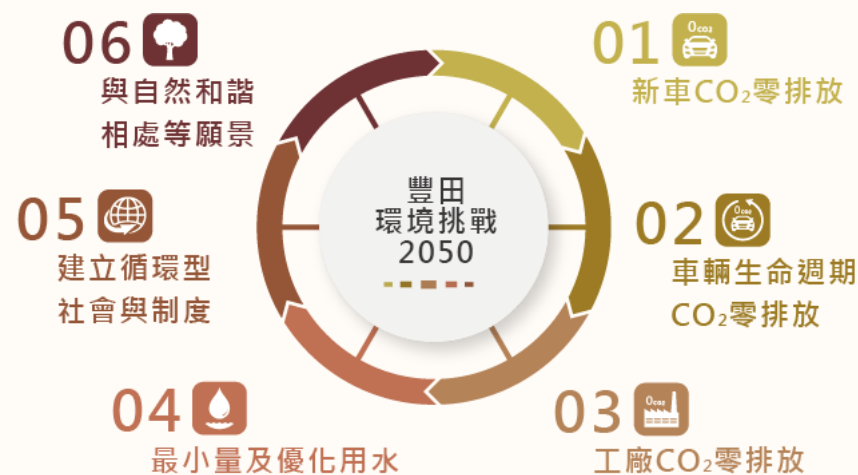 豐田
環境挑戰
2050
01
0co2
新車CO₂零排放
02
0co2
車輛生命週期
CO₂零排放
03
0co2
工廠CO₂零排放
04
最小量及優化用水
05
建立循環型
社會與制度
06
與自然和諧
相處等願景